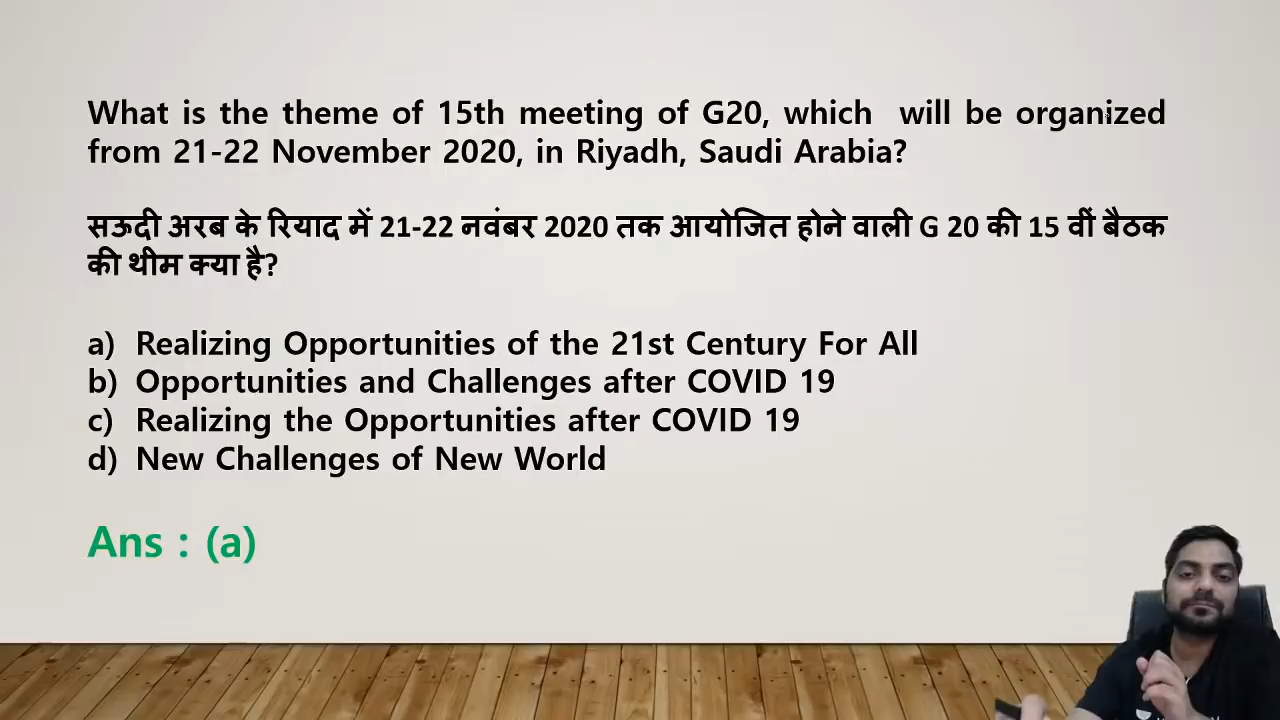 What is the theme of 15th meeting of G20, which will be organized
from 21-22 November 2020, in Riyadh, Saudi Arabia?
सऊदी अरब के रियाद में 21-22 नवंबर 2020 तक आयोजित होने वाली G 20 की 15 वीं बैठक
की थीम क्या है?
a) Realizing Opportunities of the 21st Century For All
b) Opportunities and Challenges after COVID 19
c) Realizing the Opportunities after COVID 19
d) New Challenges of New World
Ans : (a)